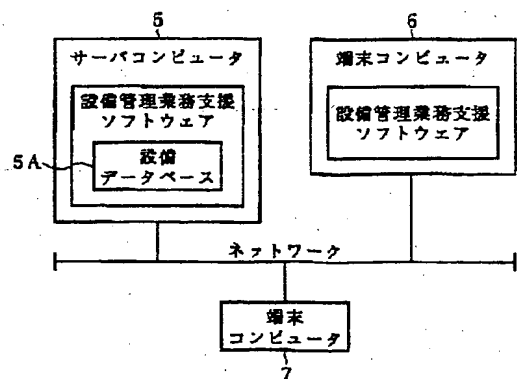 5
サーバコンピュータ
設備管理業務支援
ソフトウェア
5A
設備
データベース
6
端末コンピュータ
設備管理業務支援
ソフトウェア
ネットワーク
端末
コンピュータ
7